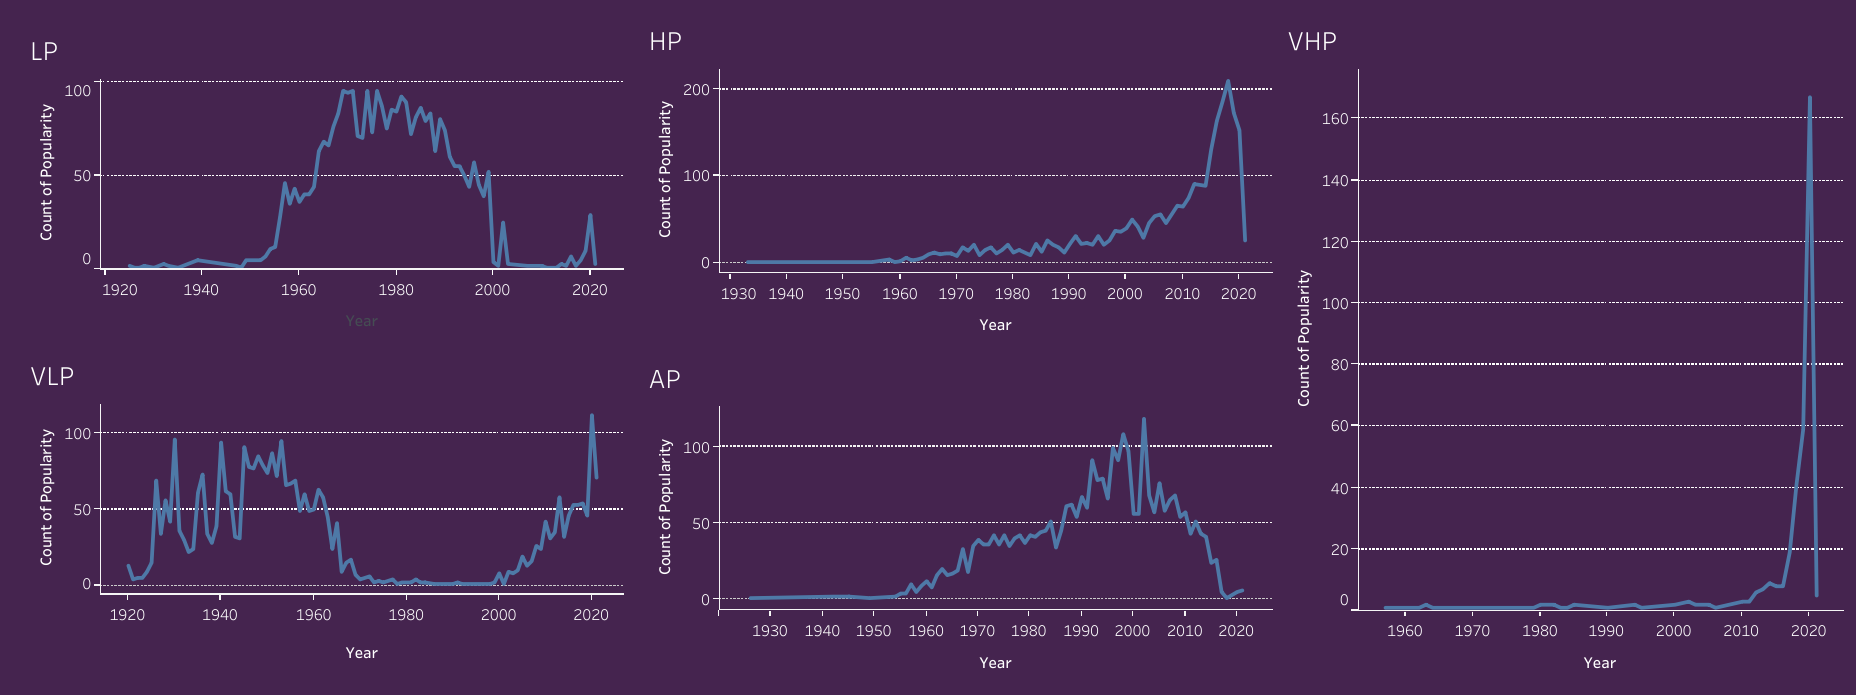 LP
100
50
0
Count of Popularity
1920 1940 1960 1980 2000 2020
Year
HP
200
100
0
Count of Popularity
1930 1940 1950 1960 1970 1980 1990 2000 2010 2020
Year
VHP
160
140
120
100
80
60
40
20
0
Count of Popularity
1960 1970 1980 1990 2000 2010 2020
Year
VLP
100
50
0
Count of Popularity
1920 1940 1960 1980 2000 2020
Year
AP
100
50
0
Count of Popularity
1930 1940 1950 1960 1970 1980 1990 2000 2010 2020
Year